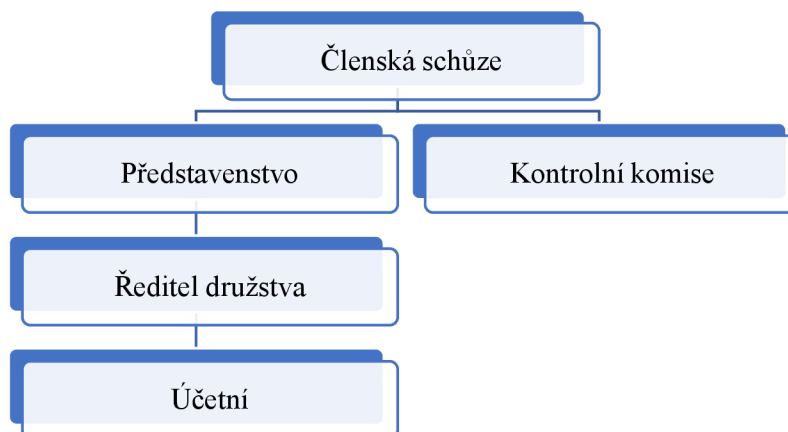 Členská schůze
Představenstvo
Kontrolní komise
Ředitel družstva
Účetní